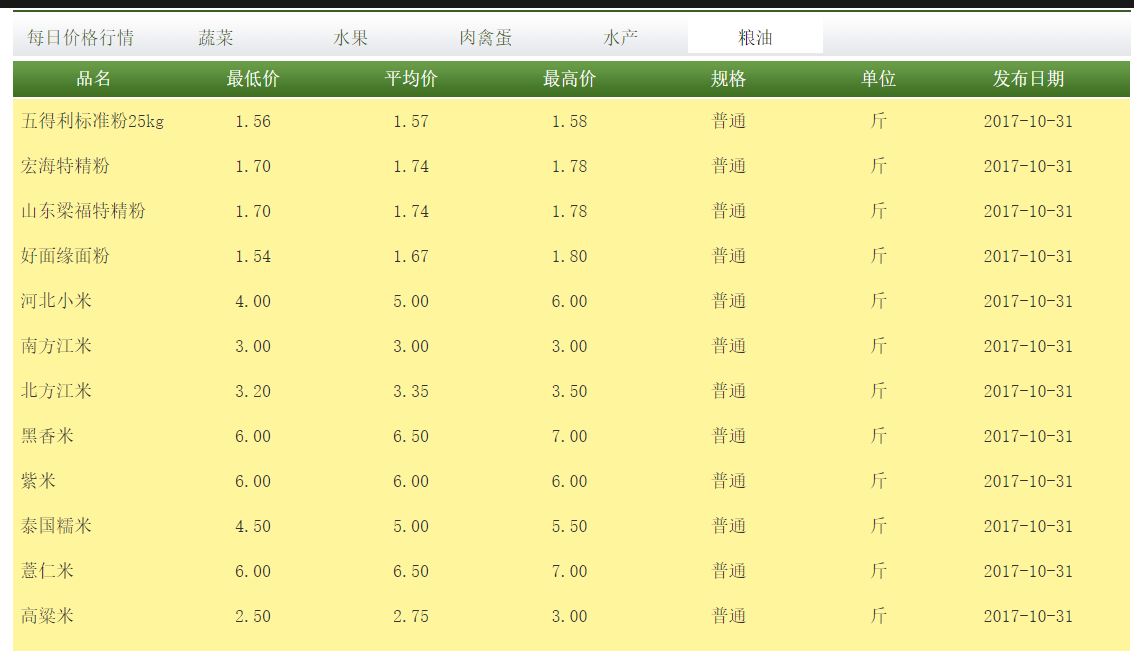 每日价格行情 蔬菜 水果 肉禽蛋 水产 粮油
品名 最低价 平均价 最高价 规格 单位 发布日期
五得利标准粉25kg 1.56 1.57 1.58 普通 斤 2017-10-31
宏海特精粉 1.70 1.74 1.78 普通 斤 2017-10-31
山东梁福特精粉 1.70 1.74 1.78 普通 斤 2017-10-31
好面缘面粉 1.54 1.67 1.80 普通 斤 2017-10-31
河北小米 4.00 5.00 6.00 普通 斤 2017-10-31
南方江米 3.00 3.00 3.00 普通 斤 2017-10-31
北方江米 3.20 3.35 3.50 普通 斤 2017-10-31
黑香米 6.00 6.50 7.00 普通 斤 2017-10-31
紫米 6.00 6.00 6.00 普通 斤 2017-10-31
泰国糯米 4.50 5.00 5.50 普通 斤 2017-10-31
薏仁米 6.00 6.50 7.00 普通 斤 2017-10-31
高粱米 2.50 2.75 3.00 普通 斤 2017-10-31